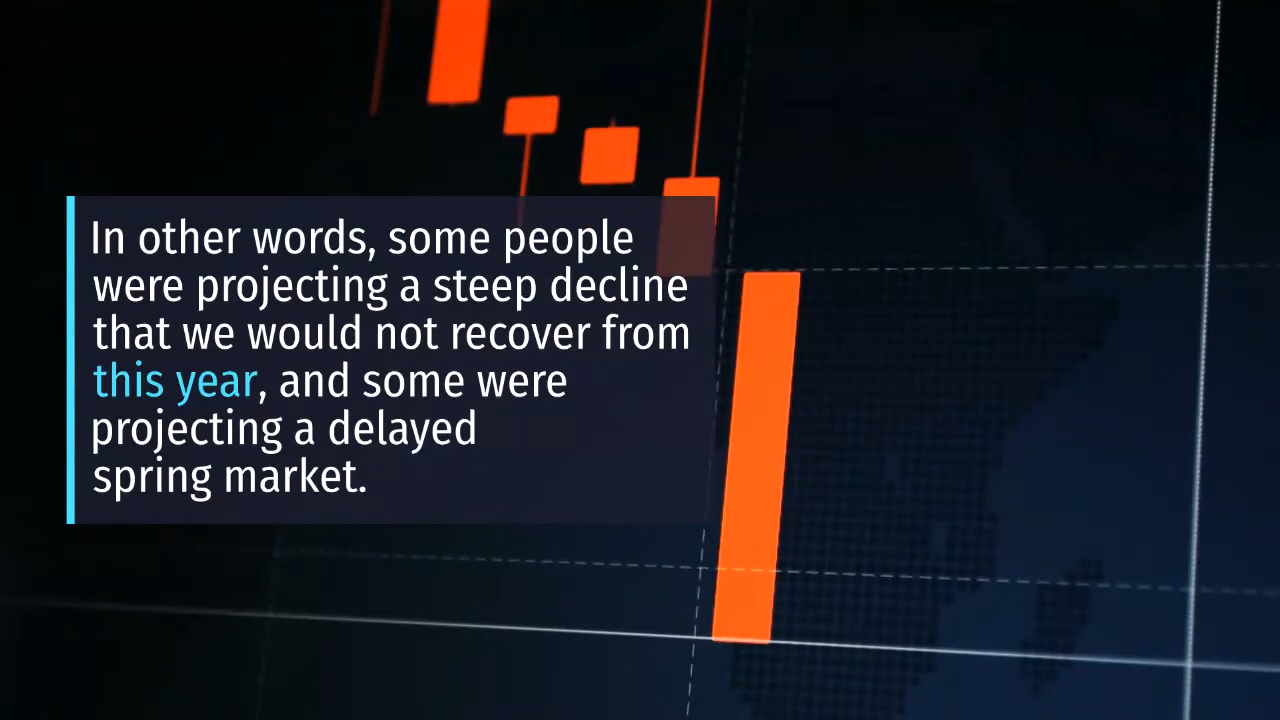 In other words, some people
were projecting a steep decline
that we would not recover from
this year, and some were
projecting a delayed
spring market.